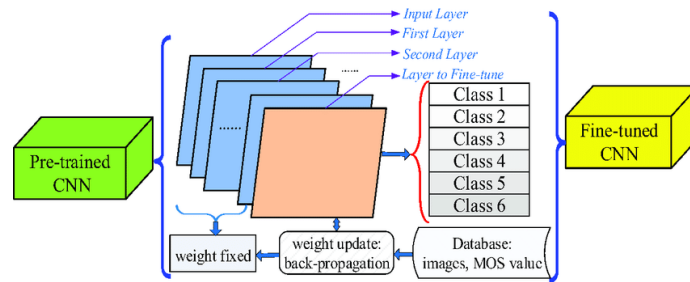 Input Layer
First Layer
Second Layer
......
Layer to Fine-tune
......
Class 1
Class 2
Class 3
Class 4
Class 5
Class 6
Pre-trained
CNN
Fine-tuned
CNN
weight fixed
weight update:
back-propagation
Database:
images, MOS value